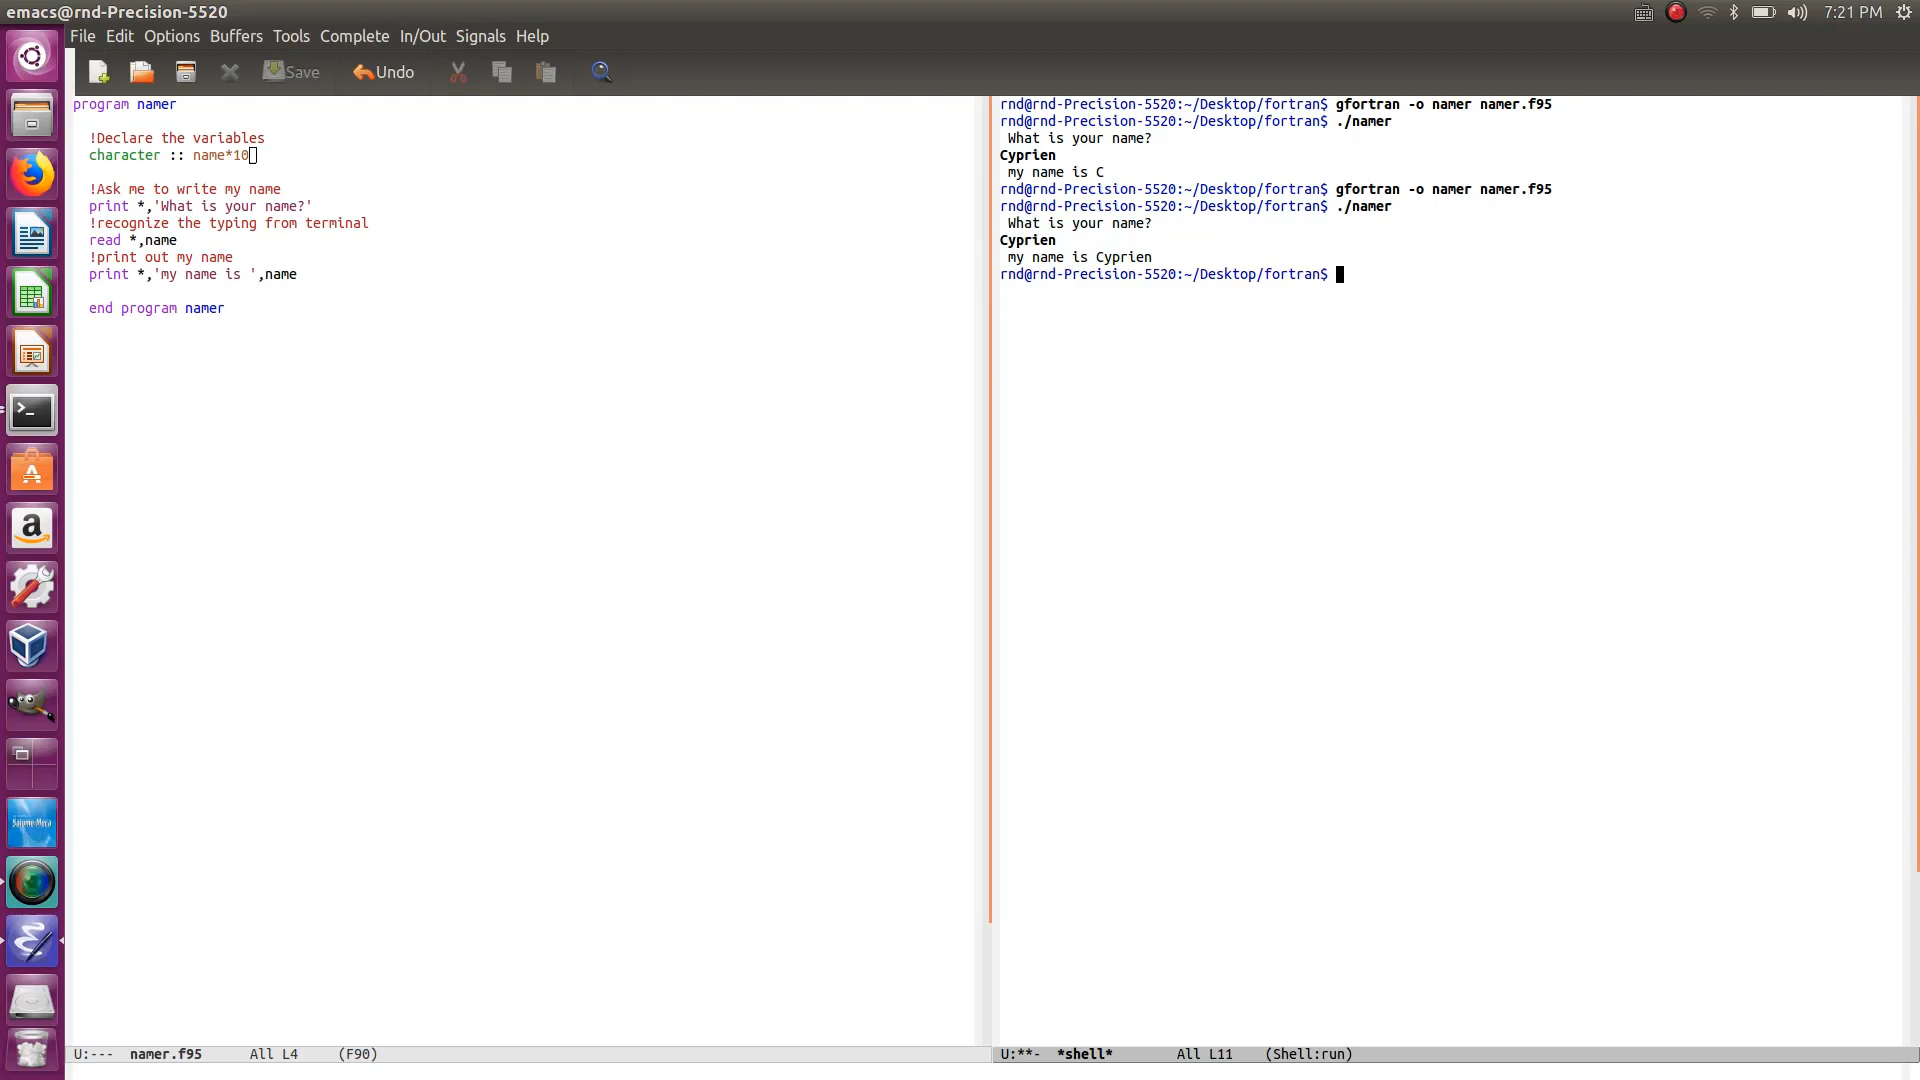 emacs@rnd-Precision-5520
7:21 PM
File Edit Options Buffers Tools Complete In/Out Signals Help
Save Undo
program namer
!Declare the variables
character :: name*10
!Ask me to write my name
print *,'What is your name?'
!recognize the typing from terminal
read *,name
!print out my name
print *,'my name is ',name
end program namer
rnd@rnd-Precision-5520:~/Desktop/fortran$ gfortran -o namer namer.f95
rnd@rnd-Precision-5520:~/Desktop/fortran$ ./namer
What is your name?
Cyprien
my name is C
rnd@rnd-Precision-5520:~/Desktop/fortran$ gfortran -o namer namer.f95
rnd@rnd-Precision-5520:~/Desktop/fortran$ ./namer
What is your name?
Cyprien
my name is Cyprien
rnd@rnd-Precision-5520:~/Desktop/fortran$
Salome-Meca
U:--- namer.f95 All L4 (F90)
U:**- *shell* All L11 (Shell:run)